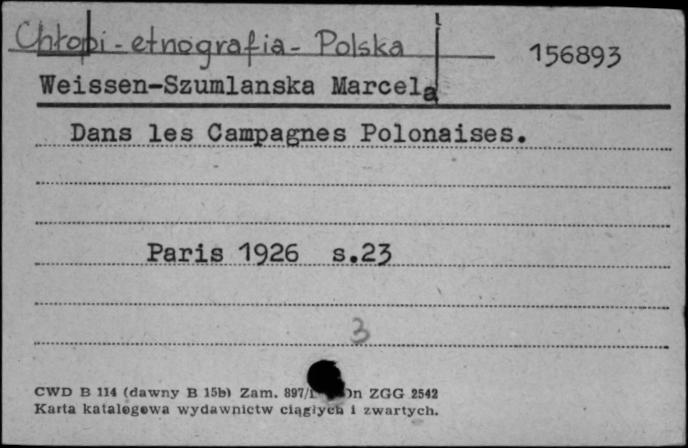 Chłopi - etnografia - Polska 156893
Weissen-Szumlanska Marcela
Dans les Campagnes Polonaises.
Paris 1926 s.23
3
CWD B 114 (dawny B 15b) Zam. 897/ ZGG 2542
Karta katalogowa wydawnictw ciągłych i zwartych.